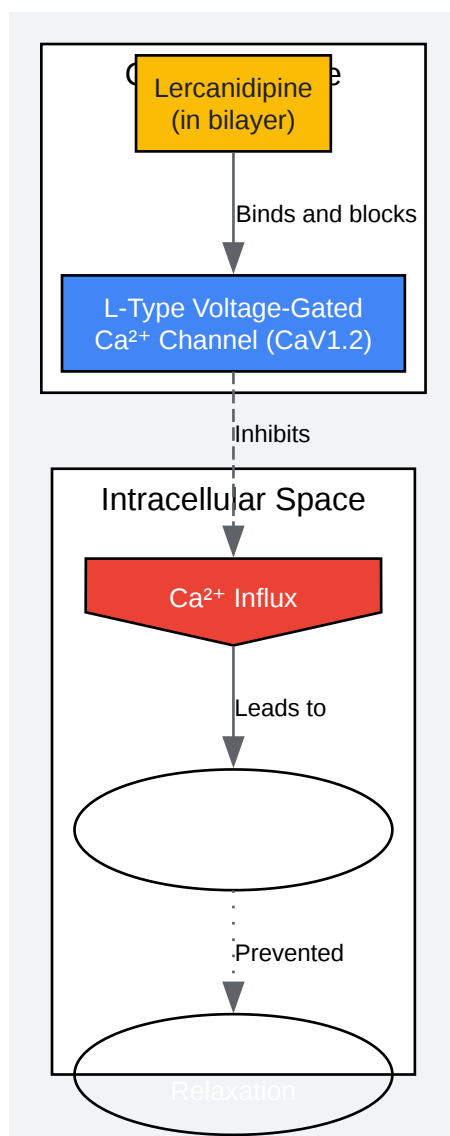 Lercanidipine
(in bilayer)
Binds and blocks
L-Type Voltage-Gated
Ca²⁺ Channel (CaV1.2)
Inhibits
Intracellular Space
Ca²⁺ Influx
Leads to
Prevented
Relaxation